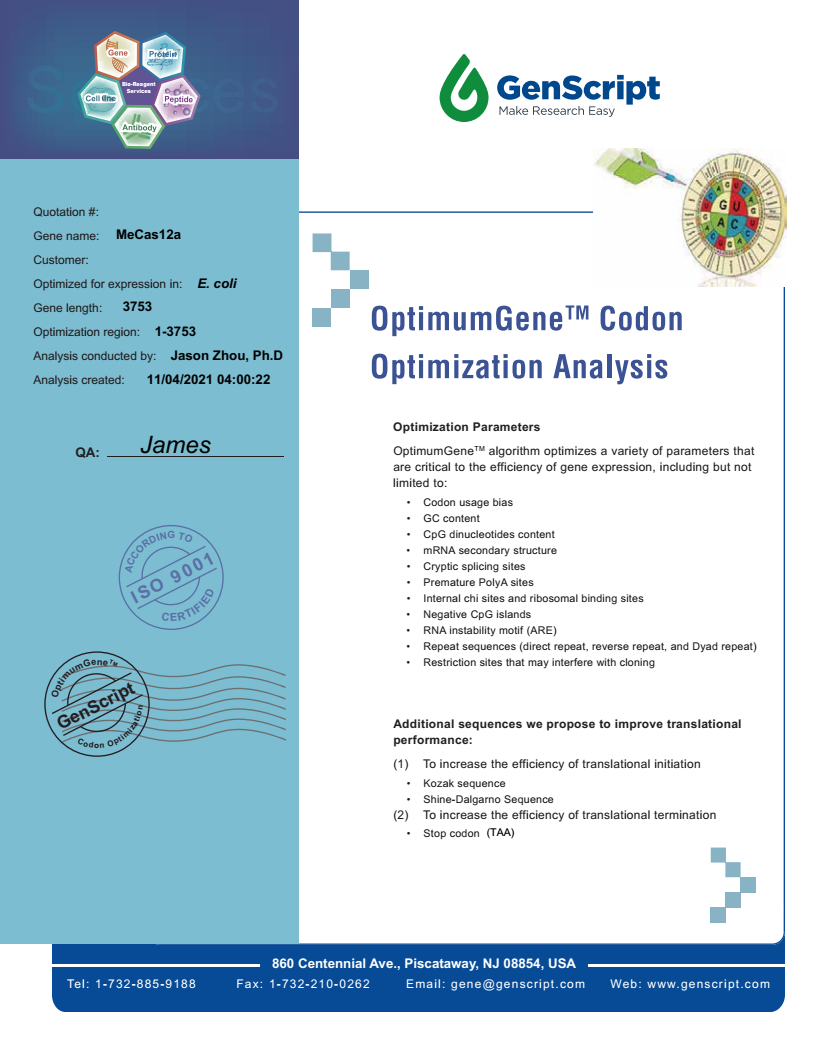 Services
Gene
Protein
Bio-Reagent
Services
Cell line
Peptide
Antibody
GenScript
Make Research Easy
Quotation #:
Gene name: MeCas12a
Customer:
Optimized for expression in: E. coli
Gene length: 3753
Optimization region: 1-3753
Analysis conducted by: Jason Zhou, Ph.D
Analysis created: 11/04/2021 04:00:22
QA: James
ACCORDING TO
ISO 9001
CERTIFIED
OptimumGene™
GenScript
Codon Optimization
G U
A C
OptimumGene™ Codon
Optimization Analysis
Optimization Parameters
OptimumGene™ algorithm optimizes a variety of parameters that
are critical to the efficiency of gene expression, including but not
limited to:
• Codon usage bias
• GC content
• CpG dinucleotides content
• mRNA secondary structure
• Cryptic splicing sites
• Premature PolyA sites
• Internal chi sites and ribosomal binding sites
• Negative CpG islands
• RNA instability motif (ARE)
• Repeat sequences (direct repeat, reverse repeat, and Dyad repeat)
• Restriction sites that may interfere with cloning
Additional sequences we propose to improve translational
performance:
(1) To increase the efficiency of translational initiation
• Kozak sequence
• Shine-Dalgarno Sequence
(2) To increase the efficiency of translational termination
• Stop codon (TAA)
860 Centennial Ave., Piscataway, NJ 08854, USA
Tel: 1-732-885-9188 Fax: 1-732-210-0262 Email: gene@genscript.com Web: www.genscript.com